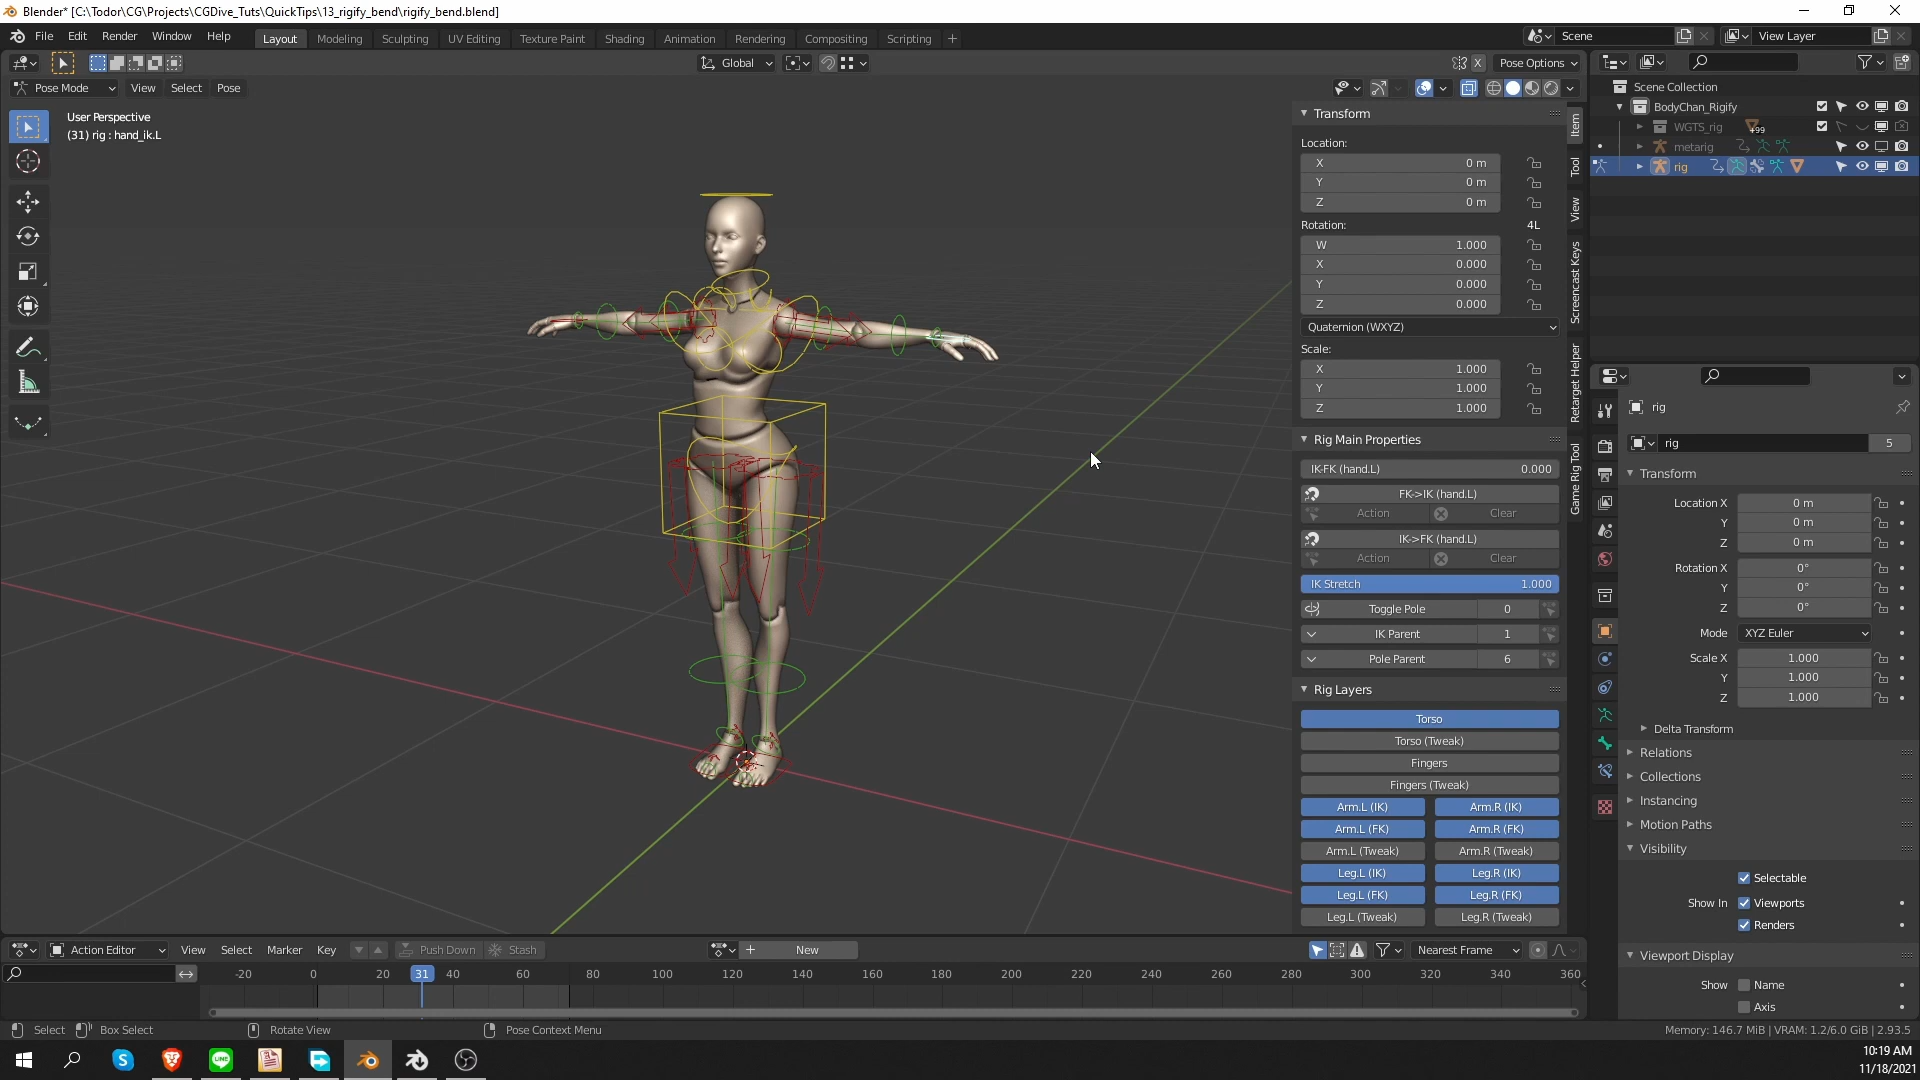 Blender* [C:\Todor\CG\Projects\CGDive_Tuts\QuickTips\13_rigify_bend\rigify_bend.blend]
File Edit Render Window Help Layout Modeling Sculpting UV Editing Texture Paint Shading Animation Rendering Compositing Scripting + Scene View Layer
Global X Pose Options
Pose Mode View Select Pose
User Perspective
(31) rig : hand_ik.L
Transform
Location:
X 0 m
Y 0 m
Z 0 m
Rotation: 4L
W 1.000
X 0.000
Y 0.000
Z 0.000
Quaternion (WXYZ)
Scale:
X 1.000
Y 1.000
Z 1.000
Rig Main Properties
IK-FK (hand.L) 0.000
FK->IK (hand.L)
Action Clear
IK->FK (hand.L)
Action Clear
IK Stretch 1.000
Toggle Pole 0
IK Parent 1
Pole Parent 6
Rig Layers
Torso
Torso (Tweak)
Fingers
Fingers (Tweak)
Arm.L (IK) Arm.R (IK)
Arm.L (FK) Arm.R (FK)
Arm.L (Tweak) Arm.R (Tweak)
Leg.L (IK) Leg.R (IK)
Leg.L (FK) Leg.R (FK)
Leg.L (Tweak) Leg.R (Tweak)
Item
Tool
View
Screencast Keys
Retarget Helper
Game Rig Tool
Scene Collection
BodyChan_Rigify
WGTS_rig +99
metarig
rig
rig
rig 5
Transform
Location X 0 m
Y 0 m
Z 0 m
Rotation X 0°
Y 0°
Z 0°
Mode XYZ Euler
Scale X 1.000
Y 1.000
Z 1.000
Delta Transform
Relations
Collections
Instancing
Motion Paths
Visibility
Selectable
Show In Viewports
Renders
Viewport Display
Show Name
Axis
Action Editor View Select Marker Key Push Down Stash + New Nearest Frame
-20 0 20 31 40 60 80 100 120 140 160 180 200 220 240 260 280 300 320 340 360
Select Box Select Rotate View Pose Context Menu Memory: 146.7 MiB | VRAM: 1.2/6.0 GiB | 2.93.5
S LINE
10:19 AM
11/18/2021